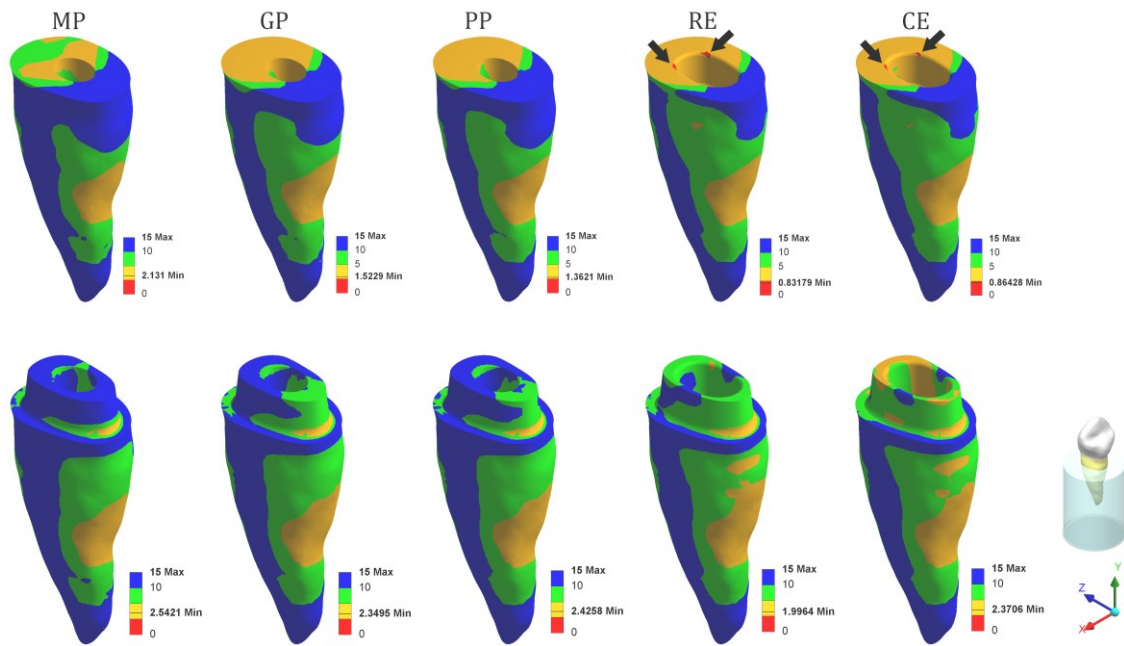 MP GP PP RE CE
15 Max
10
2.131 Min
0
15 Max
10
5
1.5229 Min
0
15 Max
10
5
1.3621 Min
0
15 Max
10
5
0.83179 Min
0
15 Max
10
5
0.86428 Min
0
15 Max
10
2.5421 Min
0
15 Max
10
2.3495 Min
0
15 Max
10
2.4258 Min
0
15 Max
10
1.9964 Min
0
15 Max
10
2.3706 Min
0
Y
Z
X